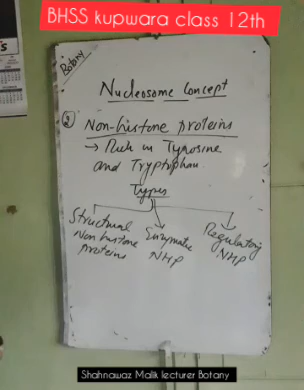 BHSS kupwara class 12th
Botany
Nucleosome Concept
2
Non-histone proteins
→ Rich in Tyrosine
and Tryptophan.
Types
Structural
Non histone
proteins
Enzymatic
NHP
Regulatory
NHP
Shahnawaz Malik lecturer Botany